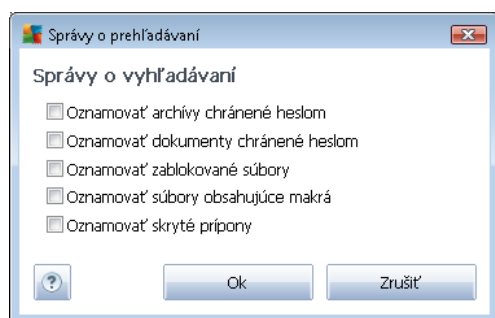 Správy o prehľadávaní
Správy o vyhľadávaní
Oznamovať archívy chránené heslom
Oznamovať dokumenty chránené heslom
Oznamovať zablokované súbory
Oznamovať súbory obsahujúce makrá
Oznamovať skryté prípony
? Ok Zrušiť